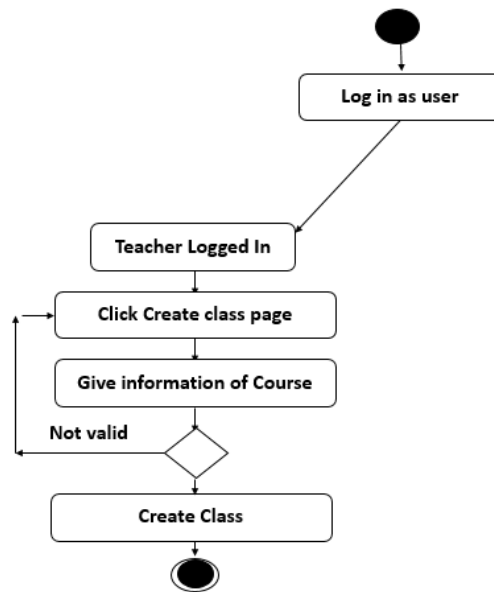 Log in as user
Teacher Logged In
Click Create class page
Give information of Course
Not valid
Create Class